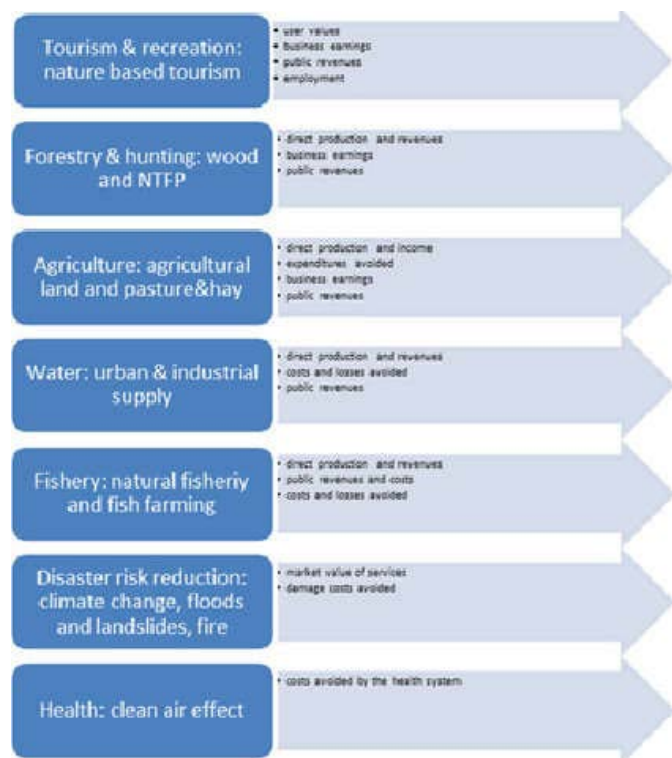 Tourism & recreation:
nature based tourism
• user values
• business earnings
• public revenues
• employment
Forestry & hunting: wood
and NTFP
• direct production and revenues
• business earnings
• public revenues
Agriculture: agricultural
land and pasture&hay
• direct production and income
• expenditures avoided
• business earnings
• public revenues
Water: urban & industrial
supply
• direct production and revenues
• costs and losses avoided
• public revenues
Fishery: natural fisheriy
and fish farming
• direct production and revenues
• public revenues and costs
• costs and losses avoided
Disaster risk reduction:
climate change, floods
and landslides, fire
• market value of services
• damage costs avoided
Health: clean air effect
• costs avoided by the health system